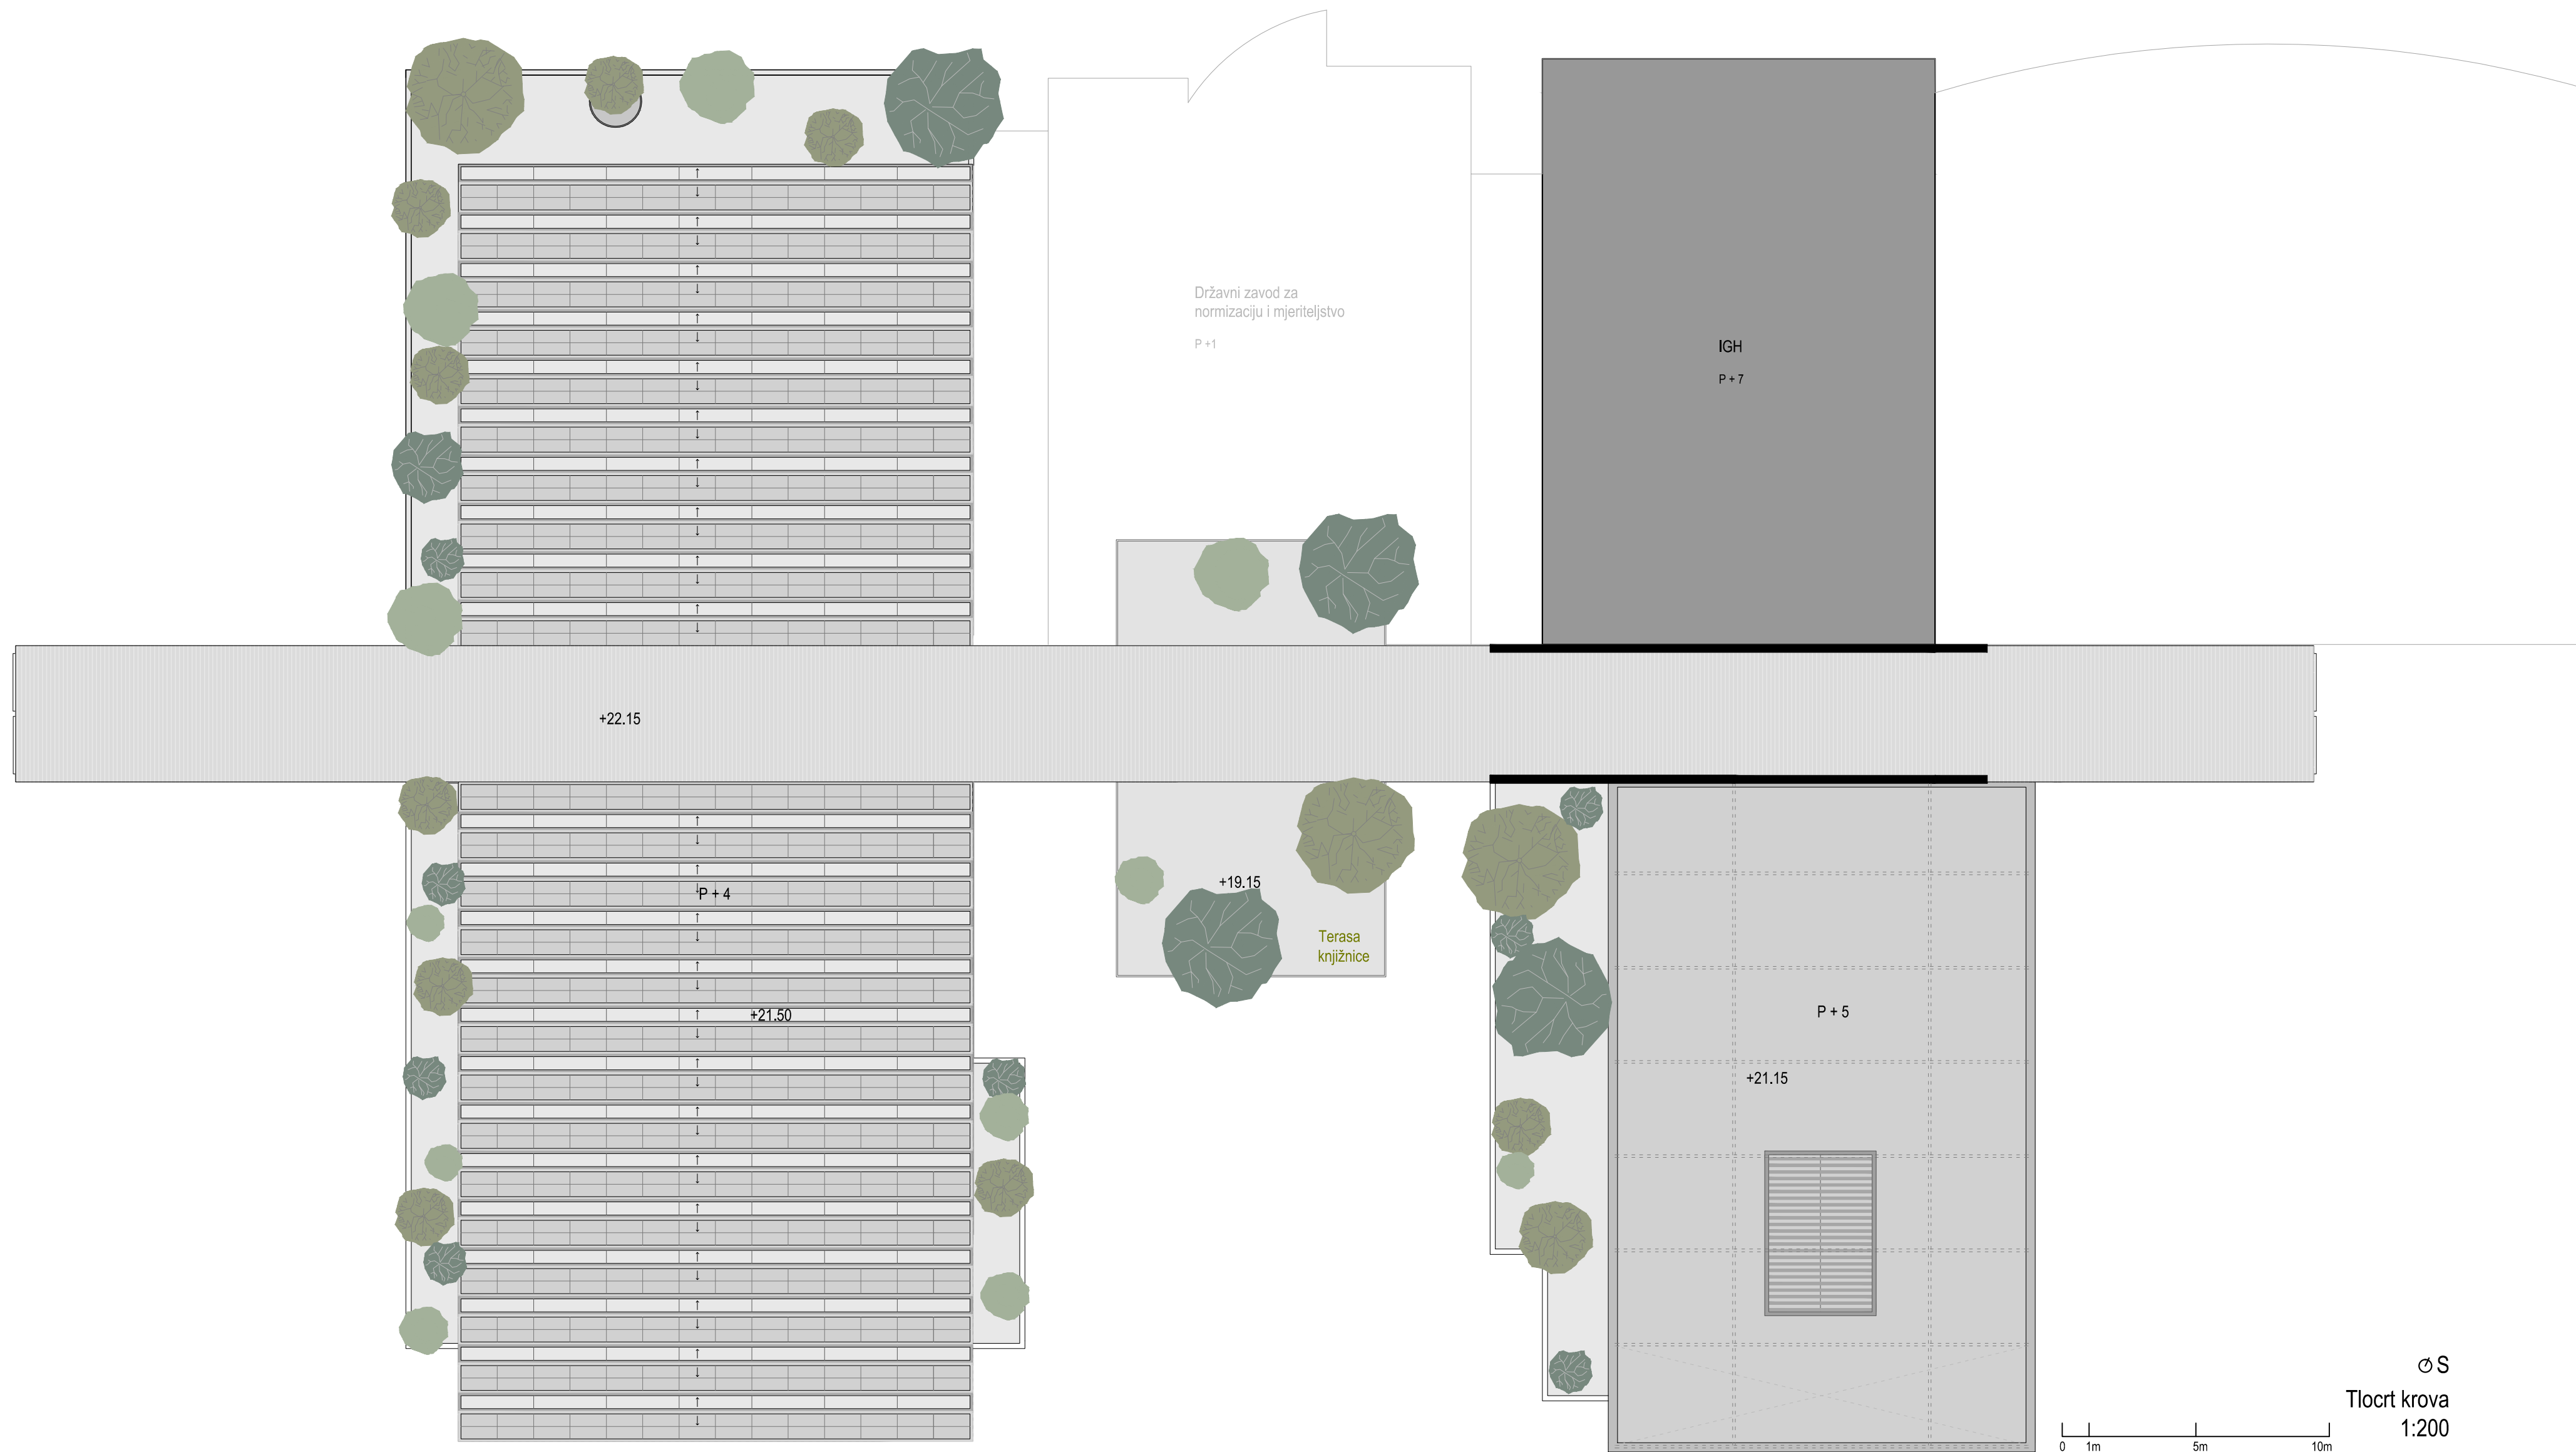 Državni zavod za
normizaciju i mjeriteljstvo
P +1
IGH
P + 7
+22.15
P + 4
+19.15
Terasa
knjižnice
+21.50
P + 5
+21.15
S
Tlocrt krova
1:200
0 1m 5m 10m